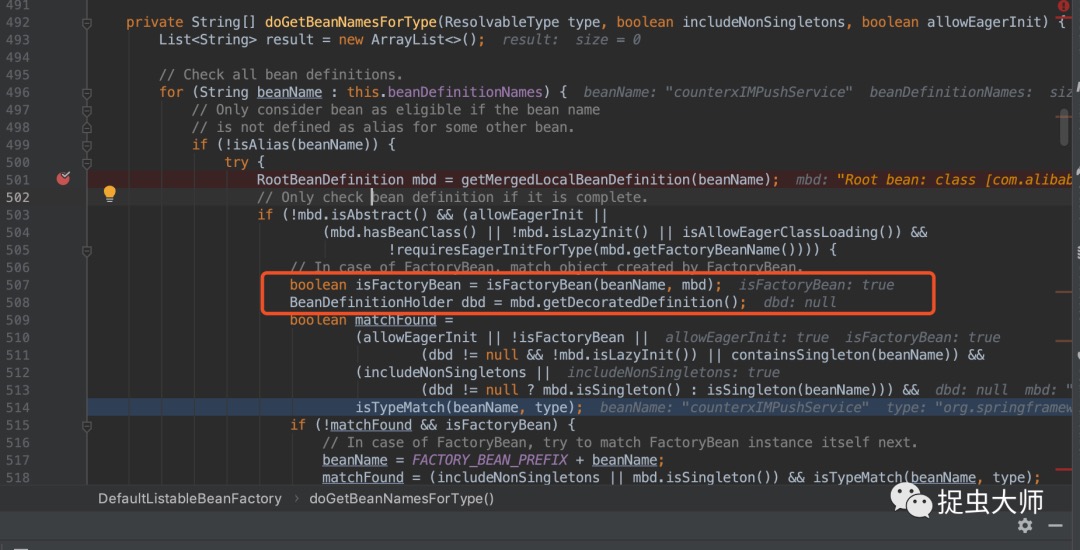 491
492 private String[] doGetBeanNamesForType(ResolvableType type, boolean includeNonSingletons, boolean allowEagerInit) {
493 List<String> result = new ArrayList<>(); result: size = 0
494
495 // Check all bean definitions.
496 for (String beanName : this.beanDefinitionNames) { beanName: "counterxIMPushService" beanDefinitionNames: siz
497 // Only consider bean as eligible if the bean name
498 // is not defined as alias for some other bean.
499 if (!isAlias(beanName)) {
500 try {
501 RootBeanDefinition mbd = getMergedLocalBeanDefinition(beanName); mbd: "Root bean: class [com.alibab
502 // Only check bean definition if it is complete.
503 if (!mbd.isAbstract() && (allowEagerInit ||
504 (mbd.hasBeanClass() || !mbd.isLazyInit() || isAllowEagerClassLoading()) &&
505 !requiresEagerInitForType(mbd.getFactoryBeanName()))) {
506 // In case of FactoryBean, match object created by FactoryBean.
507 boolean isFactoryBean = isFactoryBean(beanName, mbd); isFactoryBean: true
508 BeanDefinitionHolder dbd = mbd.getDecoratedDefinition(); dbd: null
509 boolean matchFound =
510 (allowEagerInit || !isFactoryBean || allowEagerInit: true isFactoryBean: true
511 (dbd != null && !mbd.isLazyInit()) || containsSingleton(beanName)) &&
512 (includeNonSingletons || includeNonSingletons: true
513 (dbd != null ? mbd.isSingleton() : isSingleton(beanName))) && dbd: null mbd: "
514 isTypeMatch(beanName, type); beanName: "counterxIMPushService" type: "org.springframew
515 if (!matchFound && isFactoryBean) {
516 // In case of FactoryBean, try to match FactoryBean instance itself next.
517 beanName = FACTORY_BEAN_PREFIX + beanName;
518 matchFound = (includeNonSingletons || mbd.isSingleton()) && isTypeMatch(beanName, type);
DefaultListableBeanFactory › doGetBeanNamesForType()
捉虫大师